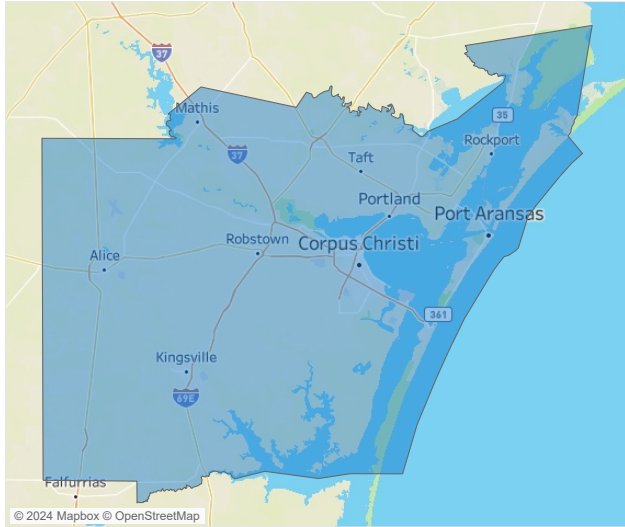 37
Mathis
35
37
Rockport
Taft
Portland
Port Aransas
Robstown
Corpus Christi
Alice
361
Kingsville
69E
Falfurrias
© 2024 Mapbox © OpenStreetMap